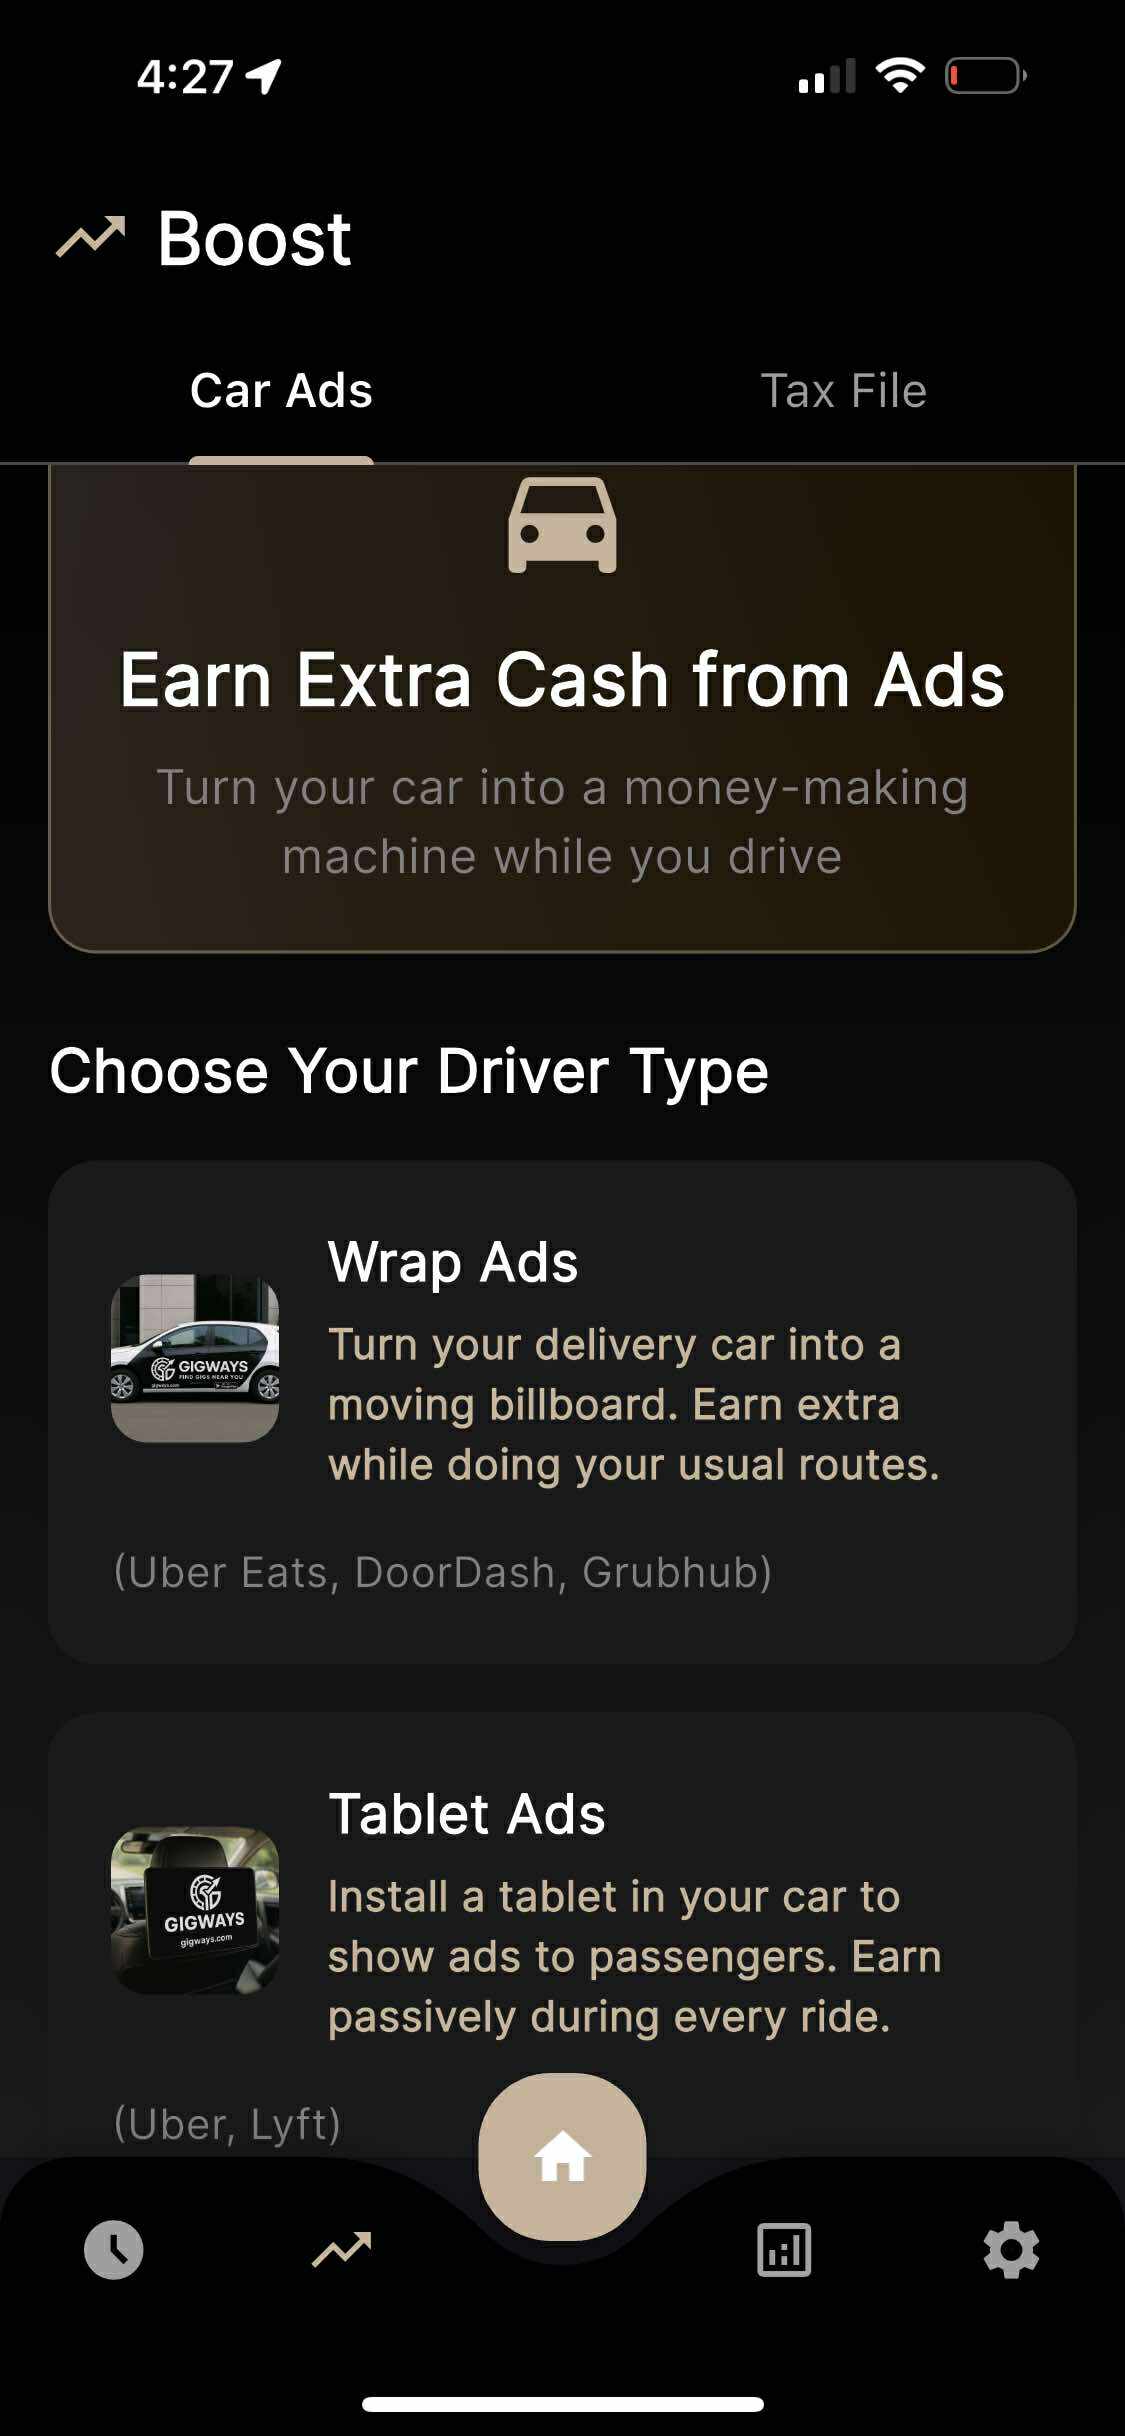 4:27
Boost
Car Ads
Tax File
Earn Extra Cash from Ads
Turn your car into a money-making
machine while you drive
Choose Your Driver Type
Wrap Ads
Turn your delivery car into a
moving billboard. Earn extra
while doing your usual routes.
GIGWAYS
FIND GIGS NEAR YOU
gigways.com
(Uber Eats, DoorDash, Grubhub)
Tablet Ads
Install a tablet in your car to
show ads to passengers. Earn
passively during every ride.
GIGWAYS
gigways.com
(Uber, Lyft)